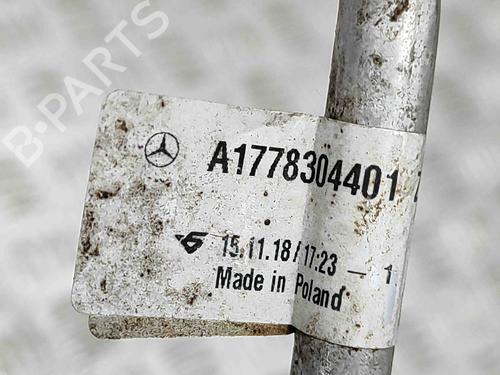 B-PARTS
A1778304401
15.11.18/17:23 – 1
Made in Poland